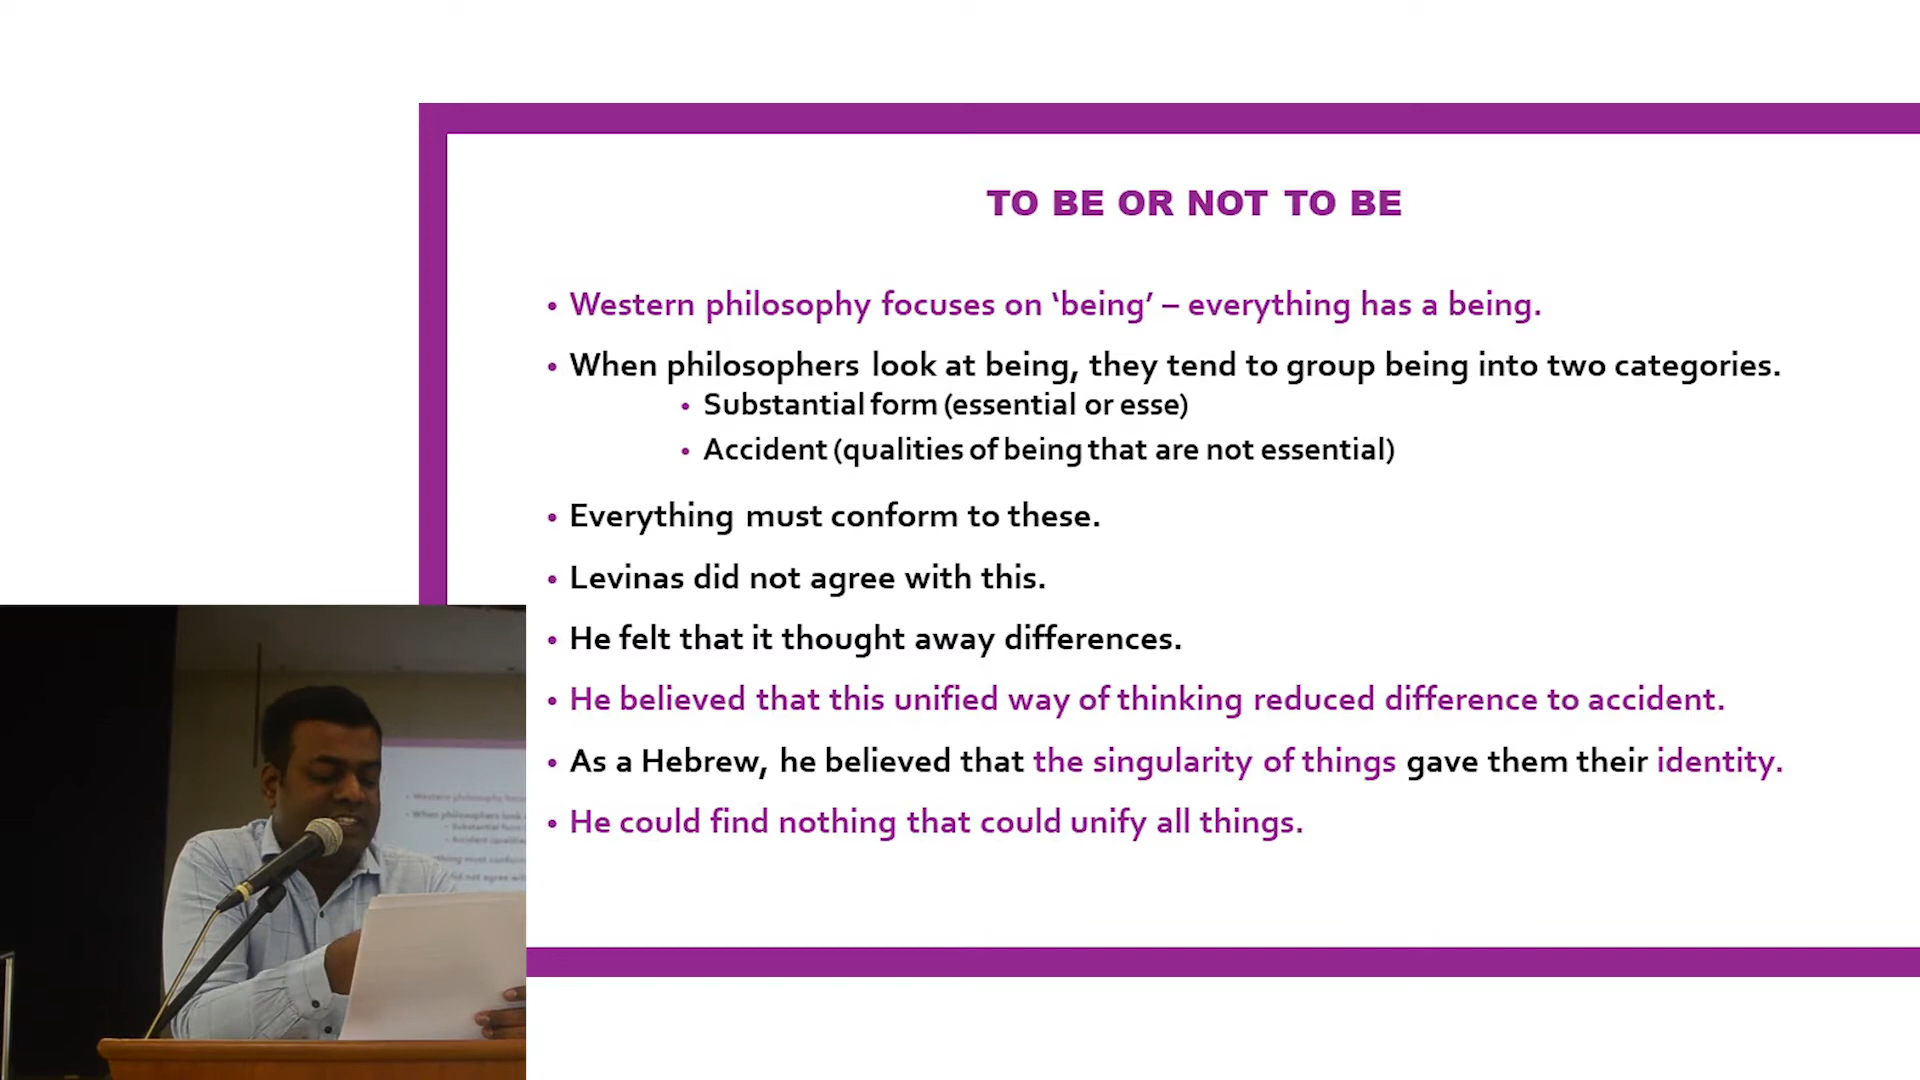 TO BE OR NOT TO BE
• Western philosophy focuses on ‘being’ – everything has a being.
• When philosophers look at being, they tend to group being into two categories.
• Substantial form (essential or esse)
• Accident (qualities of being that are not essential)
• Everything must conform to these.
• Levinas did not agree with this.
• He felt that it thought away differences.
• He believed that this unified way of thinking reduced difference to accident.
• As a Hebrew, he believed that the singularity of things gave them their identity.
• He could find nothing that could unify all things.